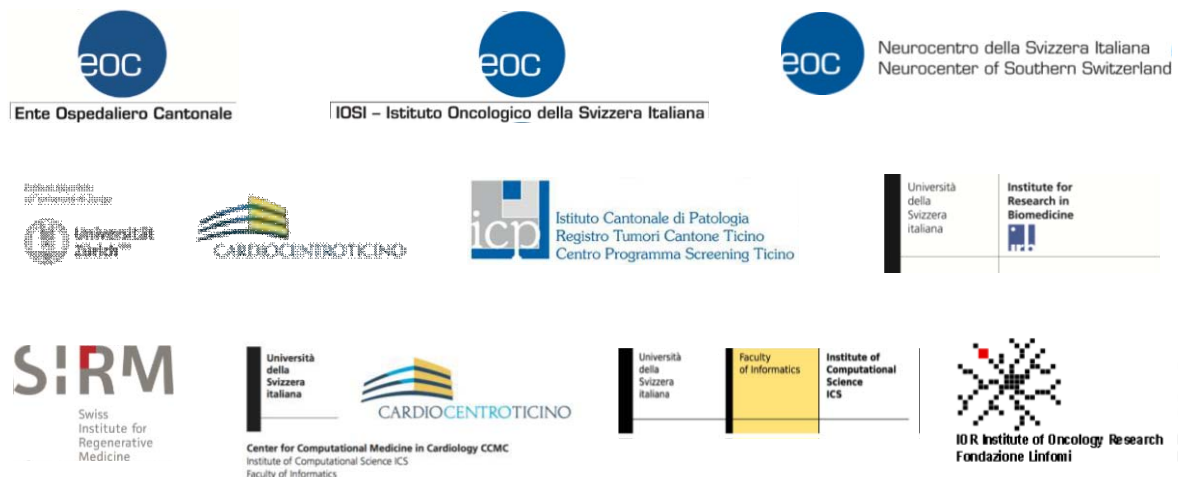 eoc
Ente Ospedaliero Cantonale
eoc
IOSI – Istituto Oncologico della Svizzera Italiana
eoc
Neurocentro della Svizzera Italiana
Neurocenter of Southern Switzerland
Universität
Zürich
CARDIOCENTROTICINO
icp
Istituto Cantonale di Patologia
Registro Tumori Cantone Ticino
Centro Programma Screening Ticino
Università
della
Svizzera
italiana
Institute for
Research in
Biomedicine
irb
SIRM
Swiss
Institute for
Regenerative
Medicine
Università
della
Svizzera
italiana
CARDIOCENTROTICINO
Center for Computational Medicine in Cardiology CCMC
Institute of Computational Science ICS
Faculty of Informatics
Università
della
Svizzera
italiana
Faculty
of Informatics
Institute of
Computational
Science
ICS
IOR Institute of Oncology Research
Fondazione Linfomi